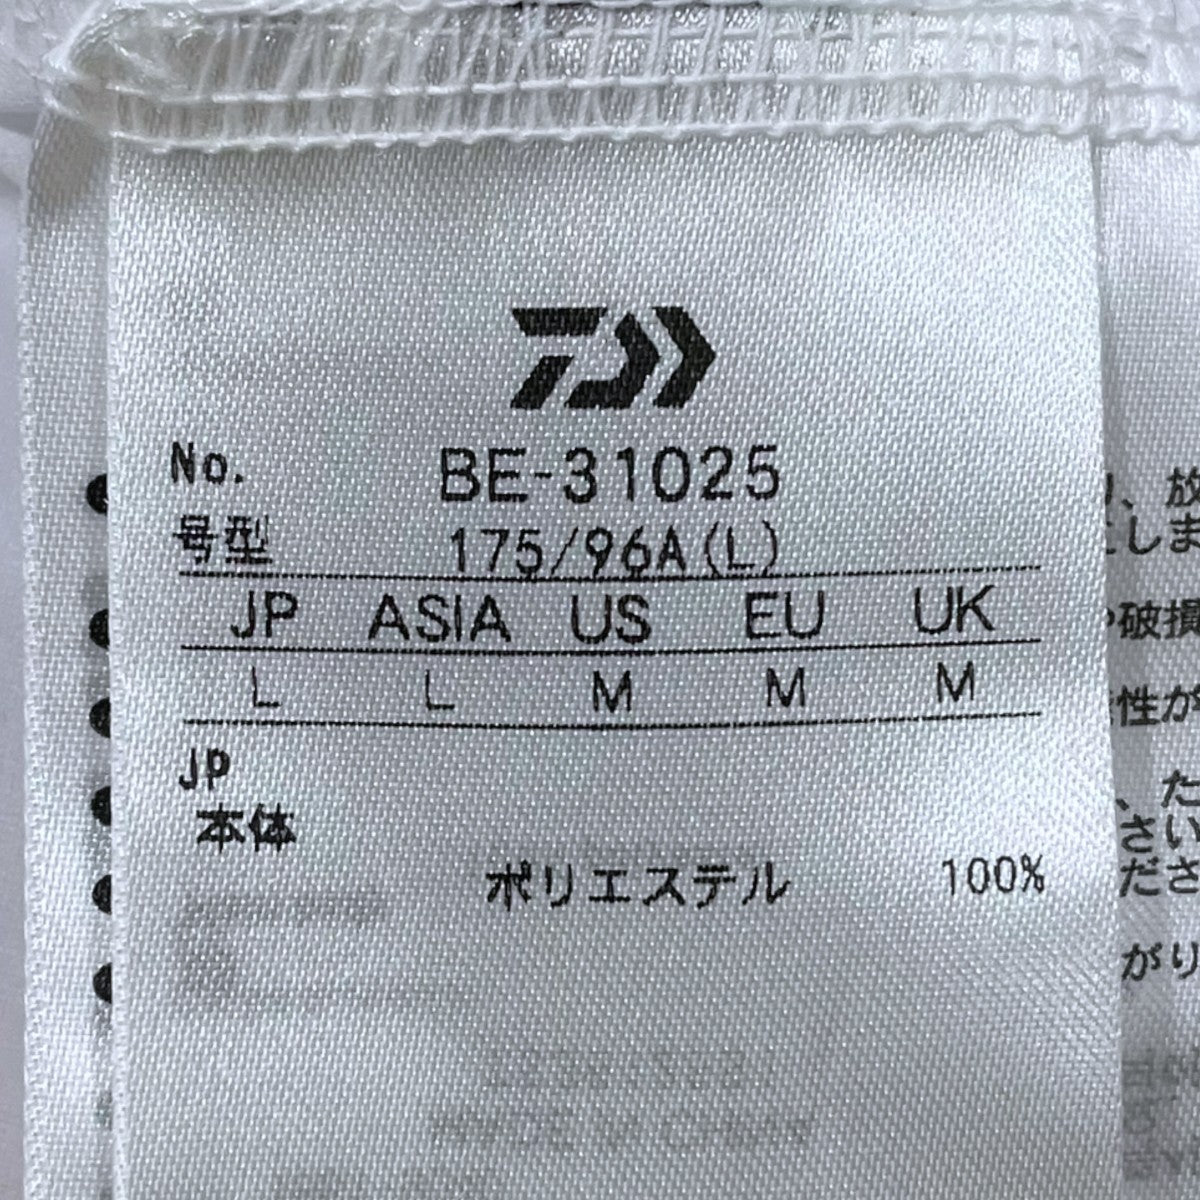 No. BE-31025
号型 175/96A(L)
JP ASIA US EU UK
L L M M M
JP
本体
ポリエステル 100%
、放
しま
破損
性が
、た
さい
ださ
がり